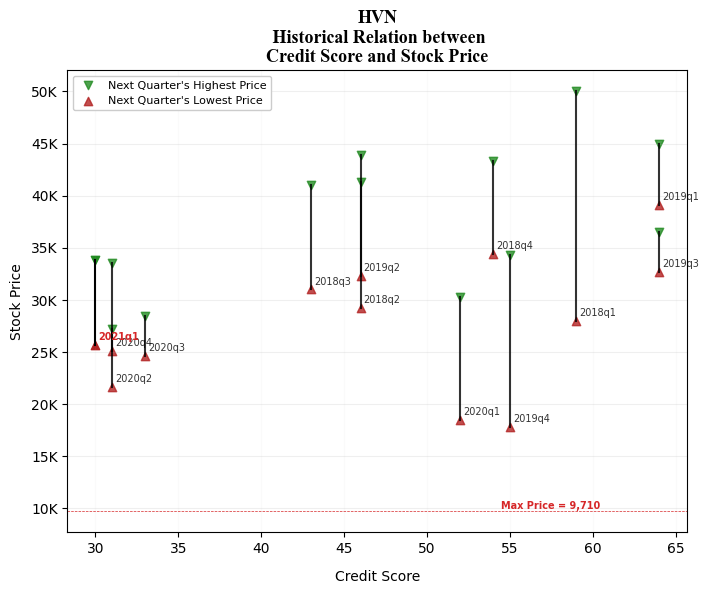 HVN
Historical Relation between
Credit Score and Stock Price
Next Quarter's Highest Price
Next Quarter's Lowest Price
50K
45K
40K
35K
30K
25K
20K
15K
10K
Stock Price
2019q1
2018q4
2019q3
2019q2
2018q3
2018q2
2018q1
2021q1
2020q4
2020q3
2020q2
2020q1
2019q4
Max Price = 9,710
30
35
40
45
50
55
60
65
Credit Score